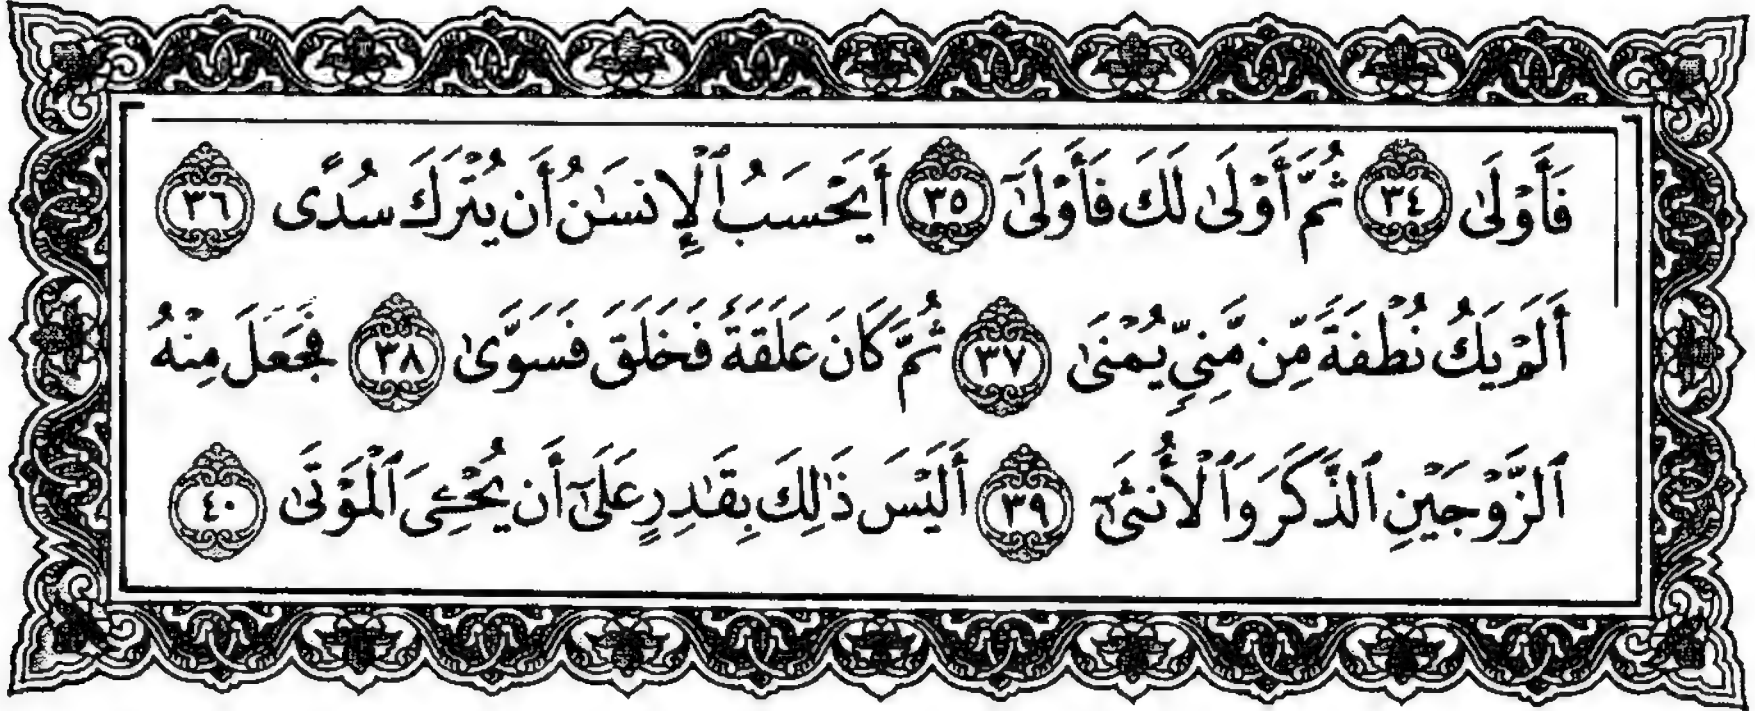 فَأَوْلَىٰ ٣٤ ثُمَّ أَوْلَىٰ لَكَ فَأَوْلَىٰٓ ٣٥ أَيَحْسَبُ ٱلْإِنسَٰنُ أَن يُتْرَكَ سُدًى ٣٦
أَلَمْ يَكُ نُطْفَةً مِّن مَّنِيٍّ يُمْنَىٰ ٣٧ ثُمَّ كَانَ عَلَقَةً فَخَلَقَ فَسَوَّىٰ ٣٨ فَجَعَلَ مِنْهُ
ٱلزَّوْجَيْنِ ٱلذَّكَرَ وَٱلْأُنثَىٰٓ ٣٩ أَلَيْسَ ذَٰلِكَ بِقَٰدِرٍ عَلَىٰٓ أَن يُحْۦِىَ ٱلْمَوْتَىٰ ٤٠